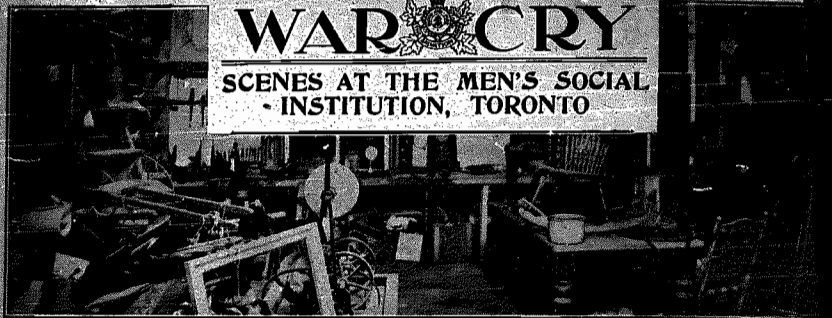 WAR CRY
SCENES AT THE MEN'S SOCIAL
INSTITUTION, TORONTO